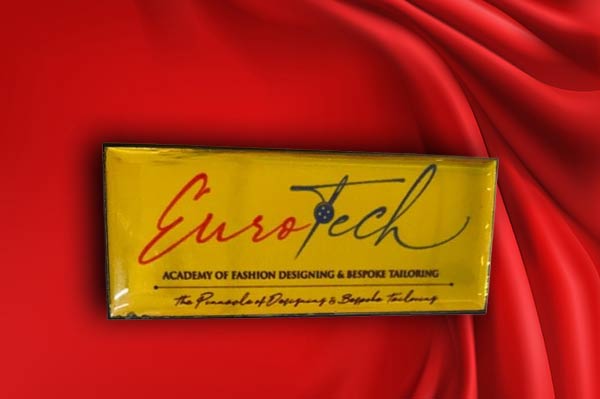 EuroTech
ACADEMY OF FASHION DESIGNING & BESPOKE TAILORING
The Pinnacle of Designing & Bespoke Tailoring